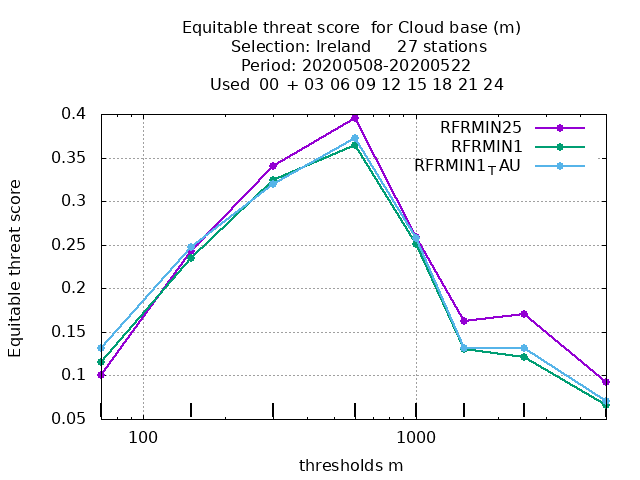 Equitable threat score for Cloud base (m)
Selection: Ireland 27 stations
Period: 20200508-20200522
Used 00 + 03 06 09 12 15 18 21 24
RFRMIN25
RFRMIN1
RFRMIN1_TAU
Equitable threat score
0.4
0.35
0.3
0.25
0.2
0.15
0.1
0.05
100
1000
thresholds m